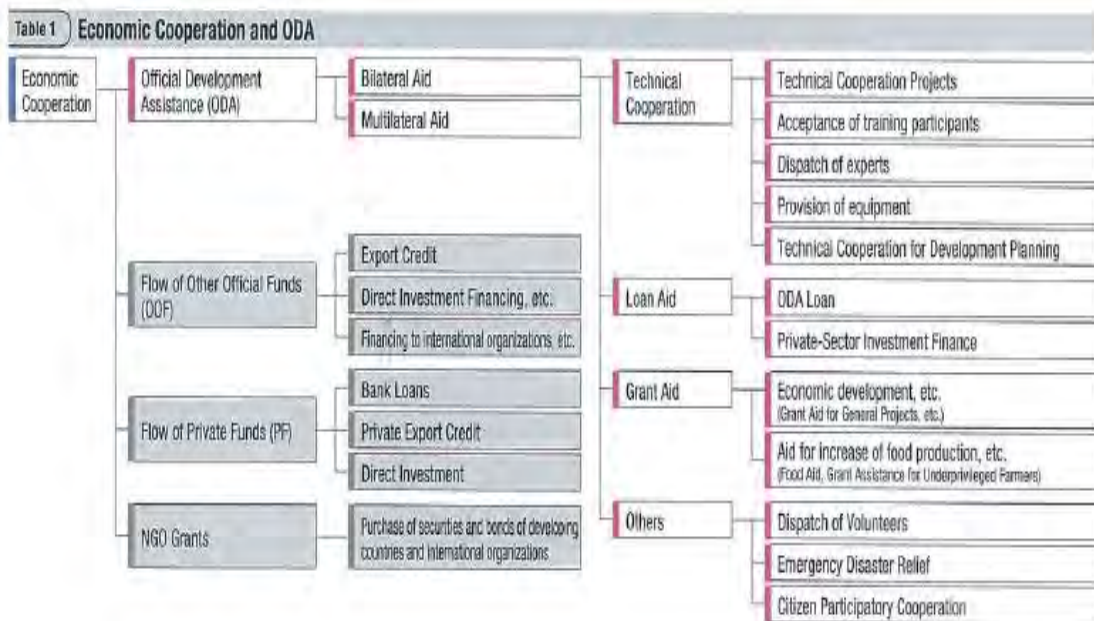 Table 1 Economic Cooperation and ODA
Economic
Cooperation
Official Development
Assistance (ODA)
Bilateral Aid
Multilateral Aid
Technical
Cooperation
Technical Cooperation Projects
Acceptance of training participants
Dispatch of experts
Provision of equipment
Technical Cooperation for Development Planning
Flow of Other Official Funds
(OOF)
Export Credit
Direct Investment Financing, etc.
Financing to international organizations, etc.
Loan Aid
ODA Loan
Private-Sector Investment Finance
Flow of Private Funds (PF)
Bank Loans
Private Export Credit
Direct Investment
Grant Aid
Economic development, etc.
(Grant Aid for General Projects, etc.)
Aid for increase of food production, etc.
(Food Aid, Grant Assistance for Underprivileged Farmers)
NGO Grants
Purchase of securities and bonds of developing
countries and international organizations
Others
Dispatch of Volunteers
Emergency Disaster Relief
Citizen Participatory Cooperation